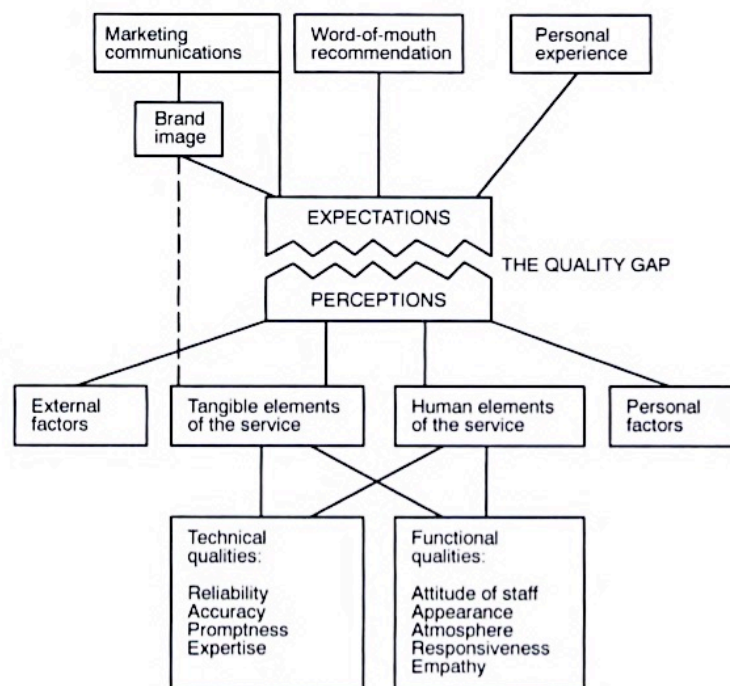 Marketing
communications
Word-of-mouth
recommendation
Personal
experience
Brand
image
EXPECTATIONS
THE QUALITY GAP
PERCEPTIONS
External
factors
Tangible elements
of the service
Human elements
of the service
Personal
factors
Technical
qualities:
Reliability
Accuracy
Promptness
Expertise
Functional
qualities:
Attitude of staff
Appearance
Atmosphere
Responsiveness
Empathy